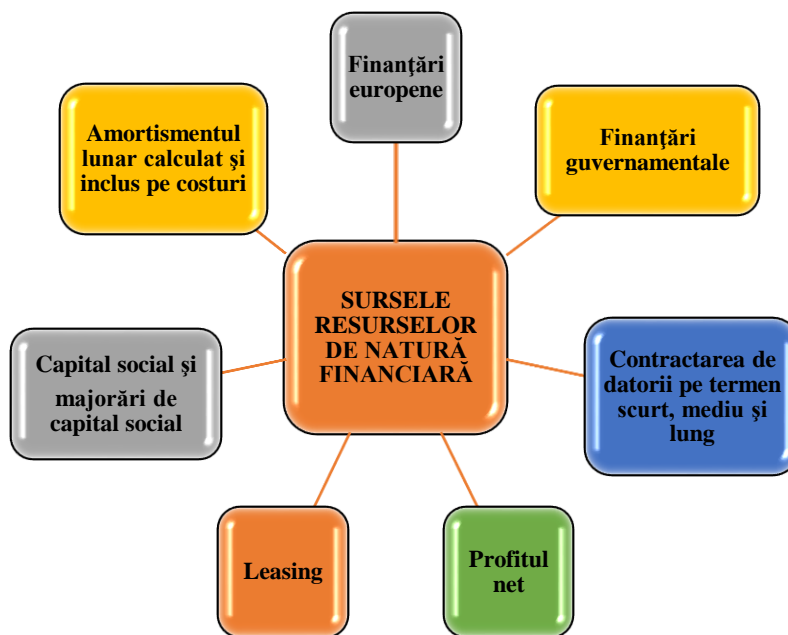 Finanţări
europene
Amortismentul
lunar calculat şi
inclus pe costuri
Finanţări
guvernamentale
SURSELE
RESURSELOR
DE NATURĂ
FINANCIARĂ
Capital social şi
majorări de
capital social
Contractarea de
datorii pe termen
scurt, mediu şi
lung
Leasing
Profitul
net